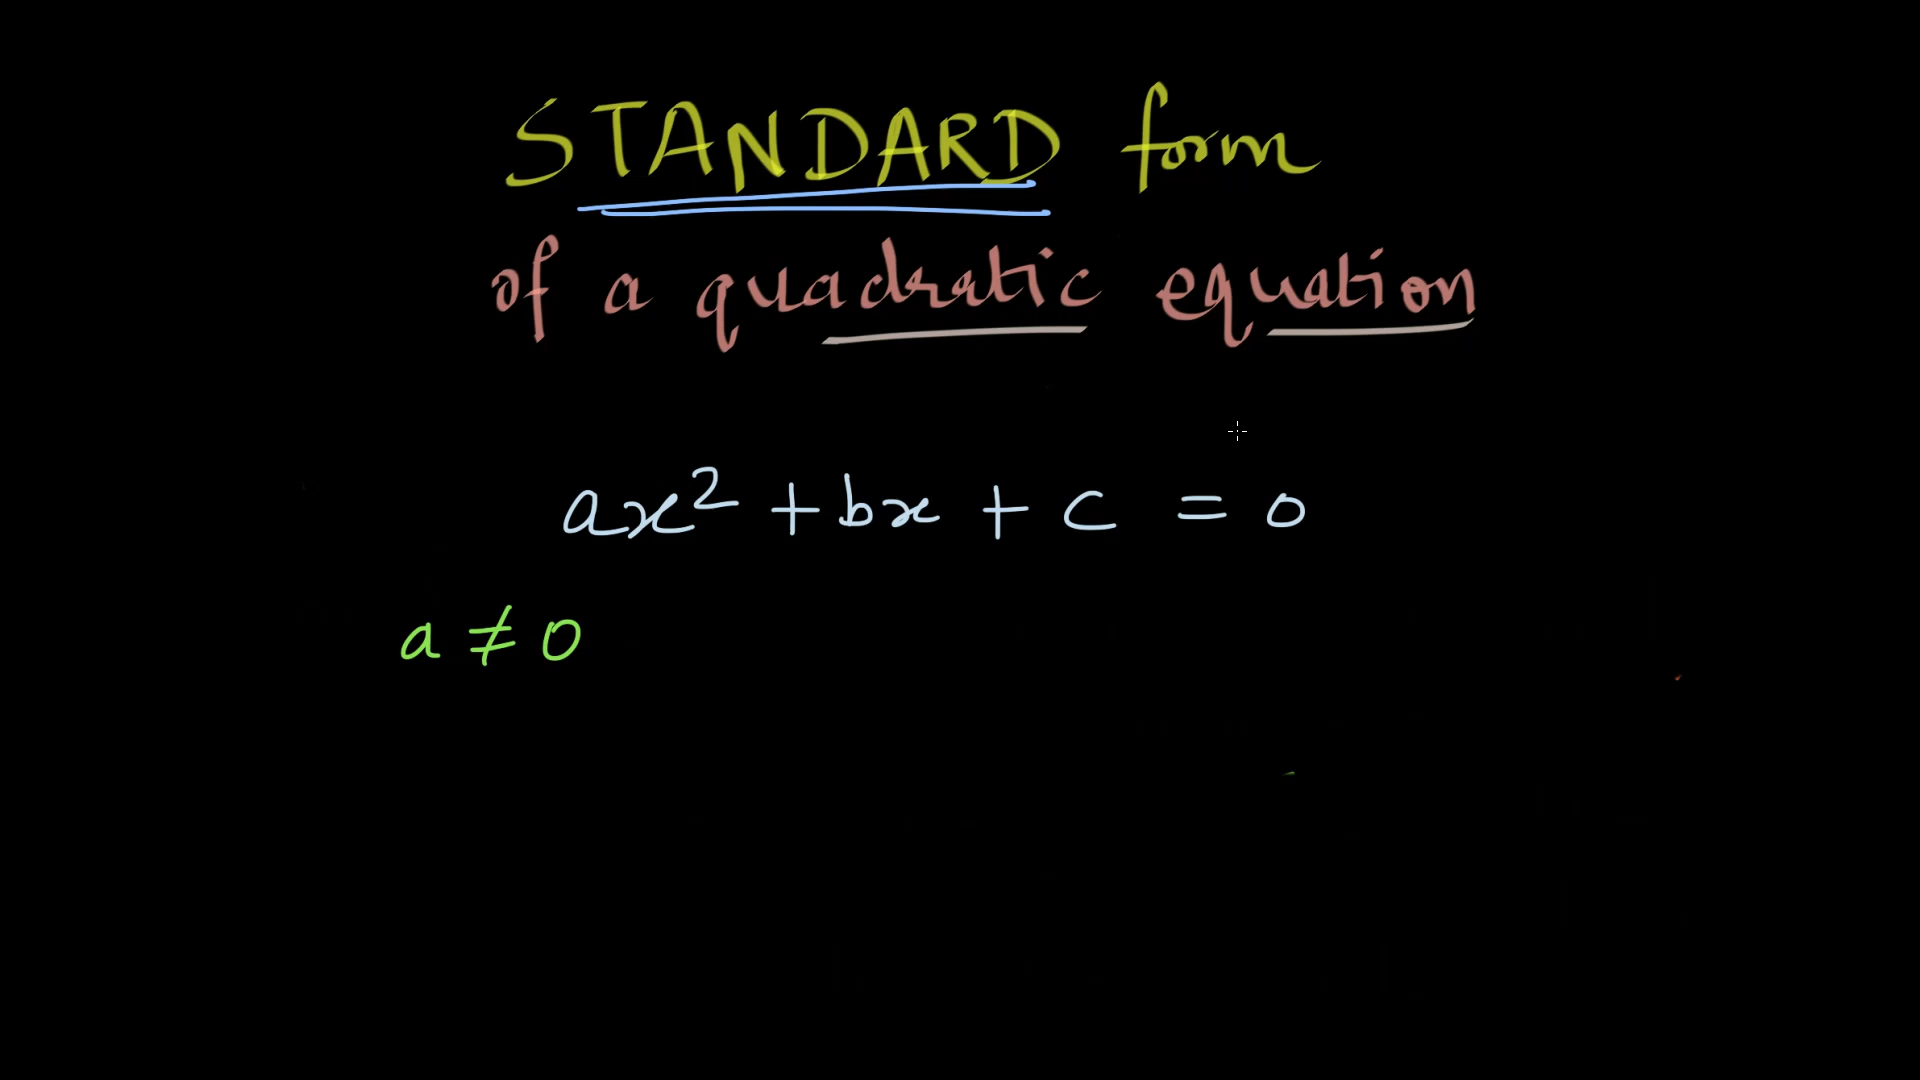 STANDARD form
of a quadratic equation
ax² + bx + c = 0
a ≠ 0